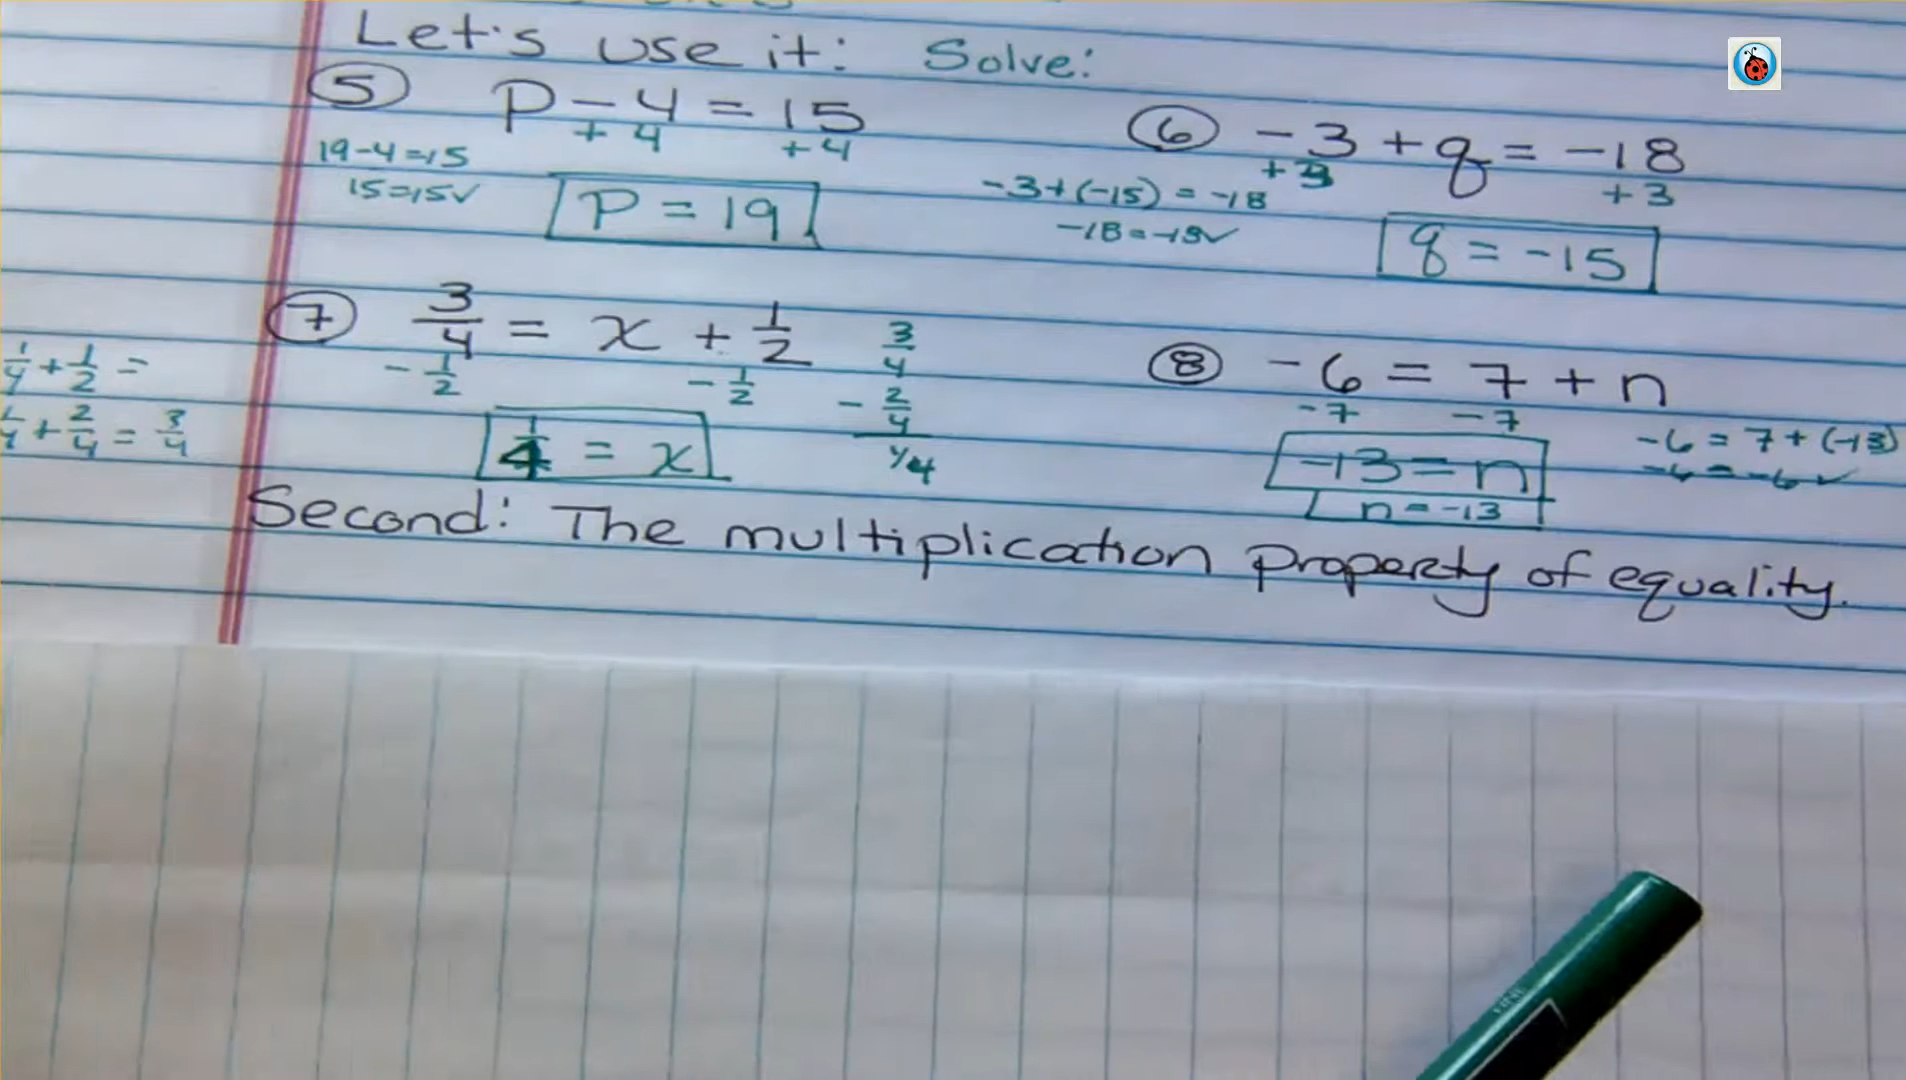 Let's use it: Solve:
5 P - 4 = 15
+ 4 + 4
19 - 4 = 15
15 = 15 ✓
P = 19
6 -3 + q = -18
+3 +3
-3 + (-15) = -18
-18 = -18 ✓
q = -15
7 3/4 = x + 1/2
- 1/2 - 1/2
3/4
- 2/4
1/4
1/4 + 1/2 =
1/4 + 2/4 = 3/4
1/4 = x
8 -6 = 7 + n
-7 -7
-6 = 7 + (-13)
-6 = -6 ✓
-13 = n
n = -13
Second: The multiplication property of equality.